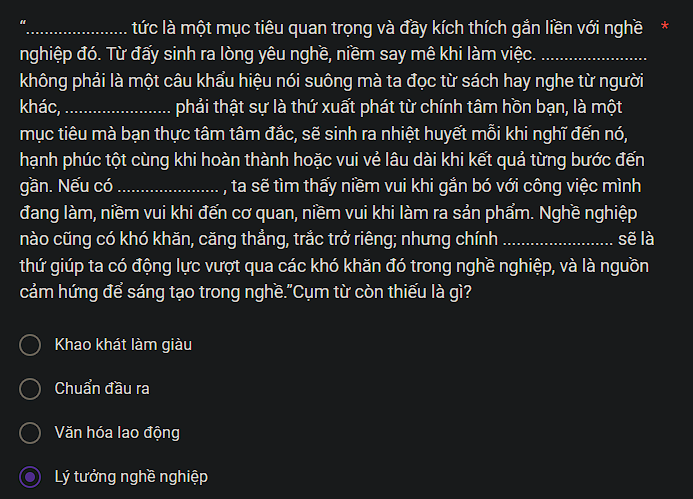 “...................... tức là một mục tiêu quan trọng và đầy kích thích gắn liền với nghề *
nghiệp đó. Từ đấy sinh ra lòng yêu nghề, niềm say mê khi làm việc. .......................
không phải là một câu khẩu hiệu nói suông mà ta đọc từ sách hay nghe từ người
khác, ....................... phải thật sự là thứ xuất phát từ chính tâm hồn bạn, là một
mục tiêu mà bạn thực tâm tâm đắc, sẽ sinh ra nhiệt huyết mỗi khi nghĩ đến nó,
hạnh phúc tột cùng khi hoàn thành hoặc vui vẻ lâu dài khi kết quả từng bước đến
gần. Nếu có ...................... , ta sẽ tìm thấy niềm vui khi gắn bó với công việc mình
đang làm, niềm vui khi đến cơ quan, niềm vui khi làm ra sản phẩm. Nghề nghiệp
nào cũng có khó khăn, căng thẳng, trắc trở riêng; nhưng chính ........................ sẽ là
thứ giúp ta có động lực vượt qua các khó khăn đó trong nghề nghiệp, và là nguồn
cảm hứng để sáng tạo trong nghề.”Cụm từ còn thiếu là gì?
Khao khát làm giàu
Chuẩn đầu ra
Văn hóa lao động
Lý tưởng nghề nghiệp